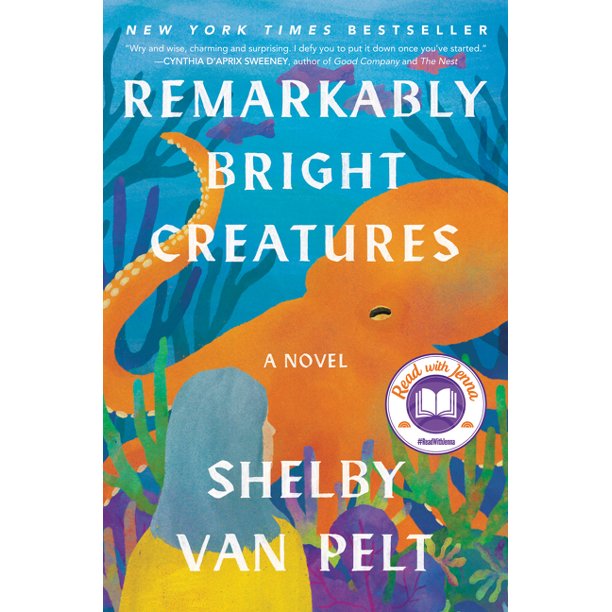 NEW YORK TIMES BESTSELLER
"Wry and wise, charming and surprising. I defy you to put it down once you've started."
—CYNTHIA D'APRIX SWEENEY, author of Good Company and The Nest
REMARKABLY
BRIGHT
CREATURES
A NOVEL
Read with Jenna
#ReadWithJenna
SHELBY
VAN PELT